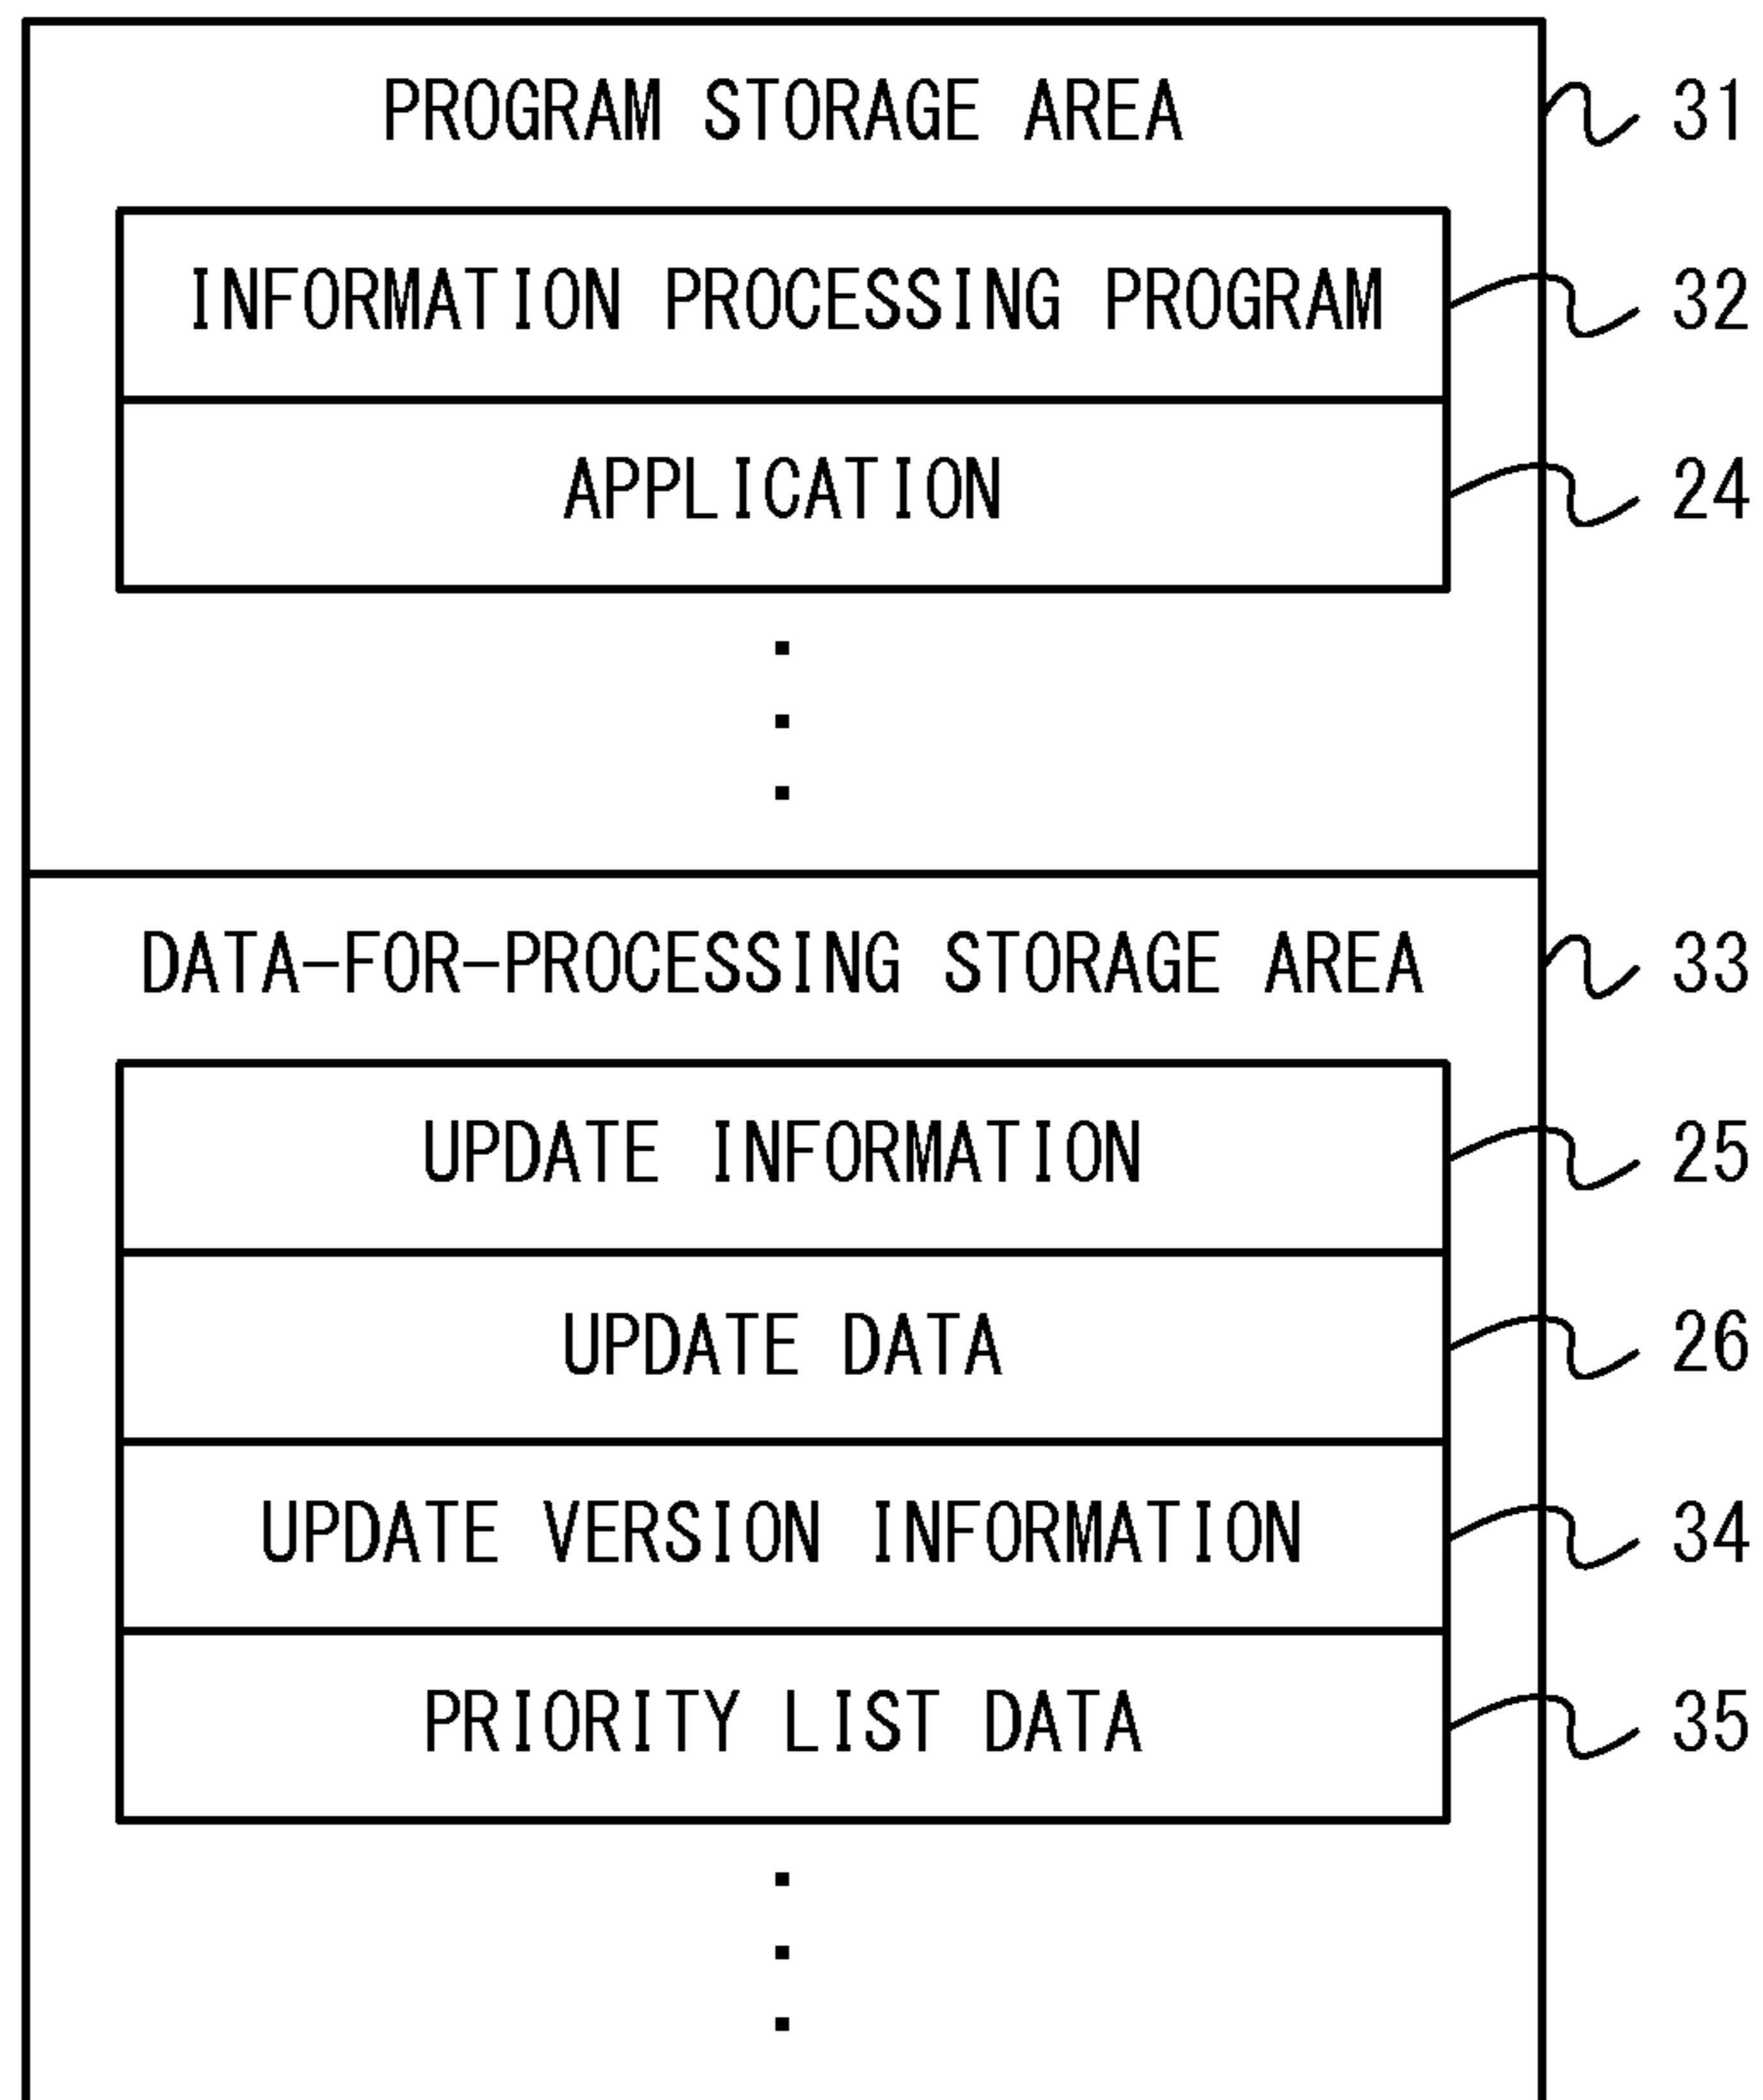 PROGRAM STORAGE AREA 31
INFORMATION PROCESSING PROGRAM 32
APPLICATION 24
DATA-FOR-PROCESSING STORAGE AREA 33
UPDATE INFORMATION 25
UPDATE DATA 26
UPDATE VERSION INFORMATION 34
PRIORITY LIST DATA 35